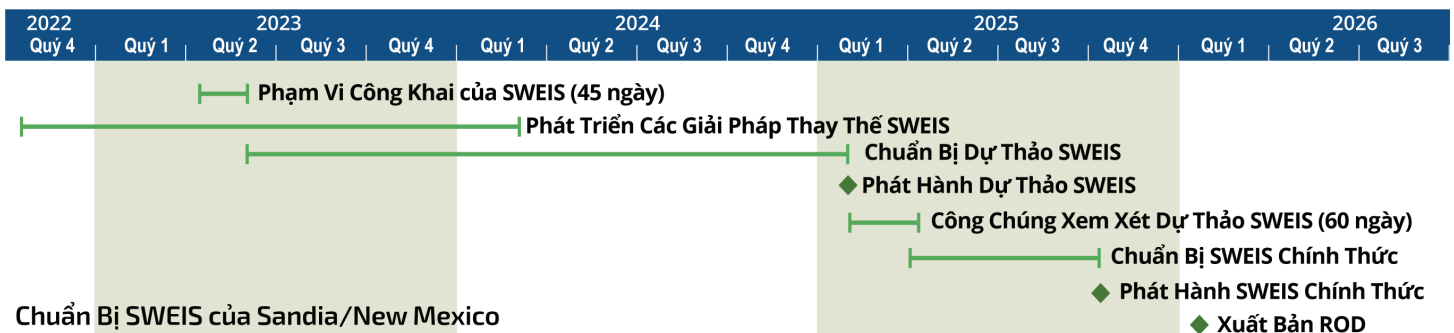 2022 2023 2024 2025 2026
Quý 4 Quý 1 Quý 2 Quý 3 Quý 4 Quý 1 Quý 2 Quý 3 Quý 4 Quý 1 Quý 2 Quý 3 Quý 4 Quý 1 Quý 2 Quý 3
Phạm Vi Công Khai của SWEIS (45 ngày)
Phát Triển Các Giải Pháp Thay Thế SWEIS
Chuẩn Bị Dự Thảo SWEIS
Phát Hành Dự Thảo SWEIS
Công Chúng Xem Xét Dự Thảo SWEIS (60 ngày)
Chuẩn Bị SWEIS Chính Thức
Phát Hành SWEIS Chính Thức
Chuẩn Bị SWEIS của Sandia/New Mexico
Xuất Bản ROD